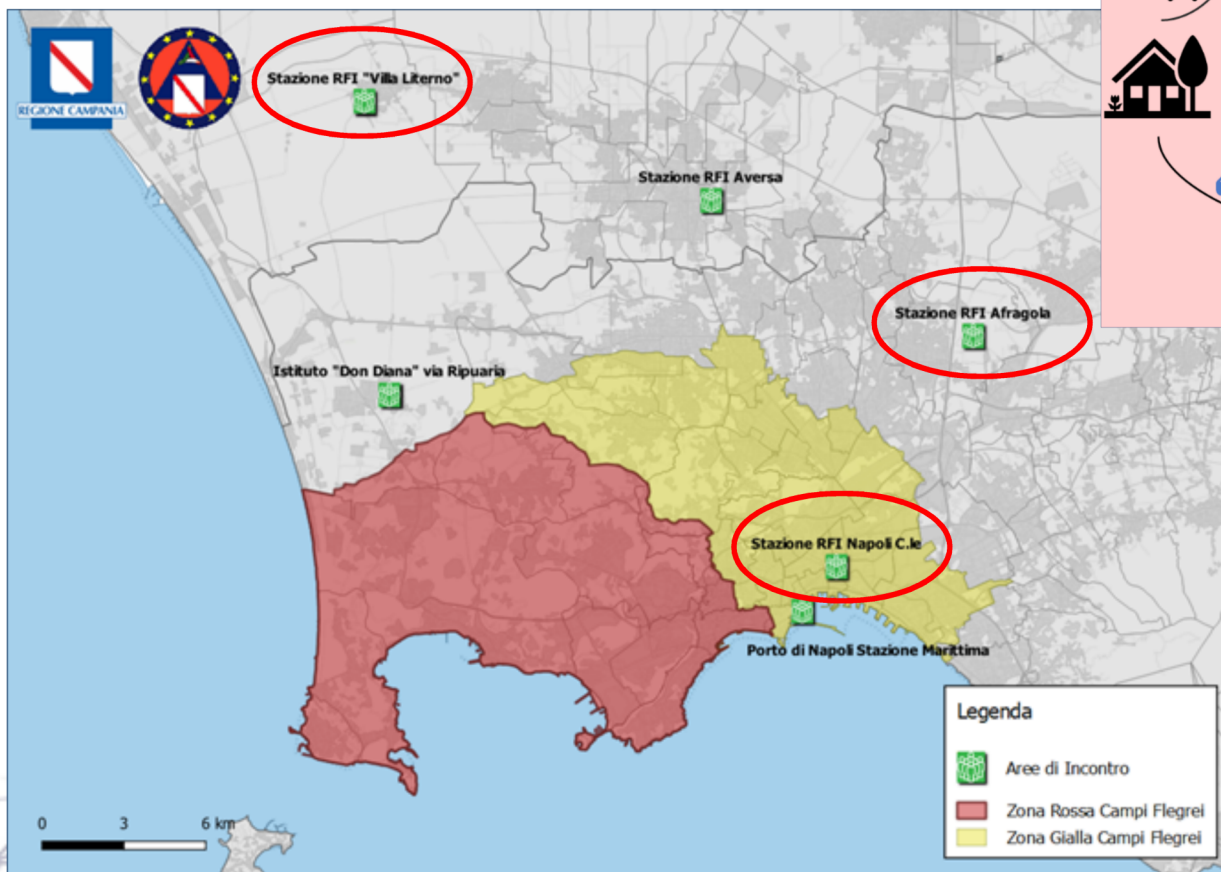 REGIONE CAMPANIA
Stazione RFI "Villa Literno"
Stazione RFI Aversa
Stazione RFI Afragola
Istituto "Don Diana" via Ripuaria
Stazione RFI Napoli C.le
Porto di Napoli Stazione Marittima
Legenda
Aree di Incontro
Zona Rossa Campi Flegrei
Zona Gialla Campi Flegrei
0 3 6 km